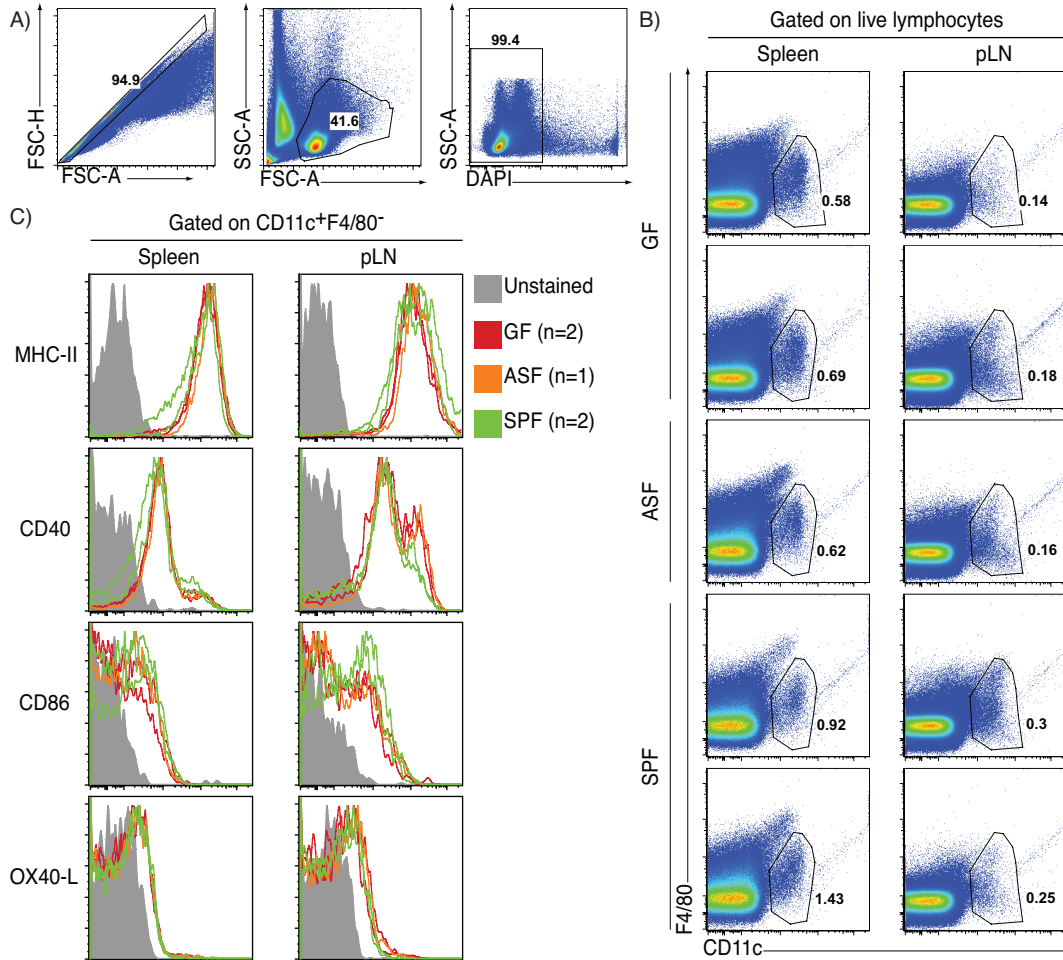 A)
94.9
FSC-H
FSC-A
41.6
SSC-A
FSC-A
99.4
SSC-A
DAPI
B)
Gated on live lymphocytes
Spleen pLN
GF
0.58
0.14
0.69
0.18
ASF
0.62
0.16
SPF
0.92
0.3
1.43
0.25
F4/80
CD11c
C)
Gated on CD11c⁺F4/80⁻
Spleen pLN
MHC-II
CD40
CD86
OX40-L
Unstained
GF (n=2)
ASF (n=1)
SPF (n=2)